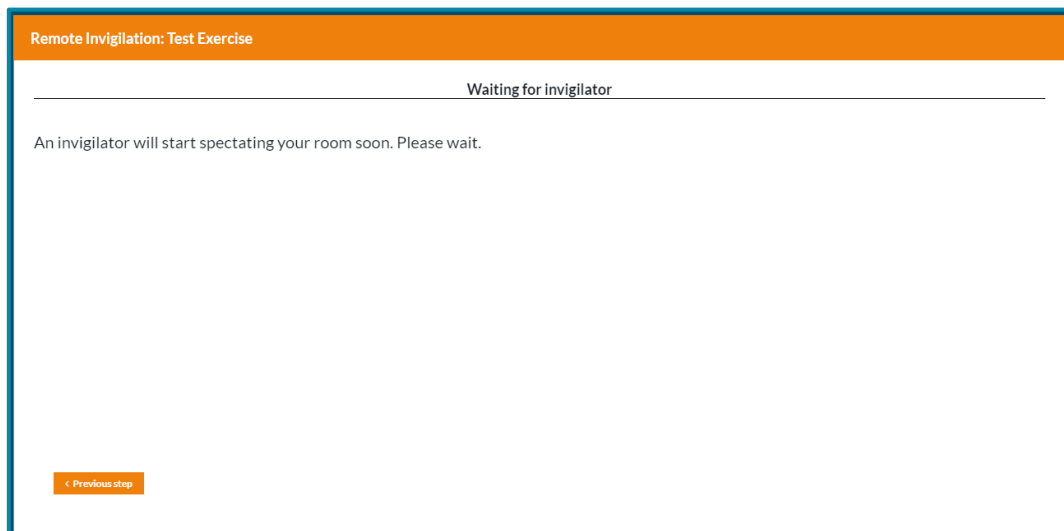 Remote Invigilation: Test Exercise
Waiting for invigilator
An invigilator will start spectating your room soon. Please wait.
< Previous step